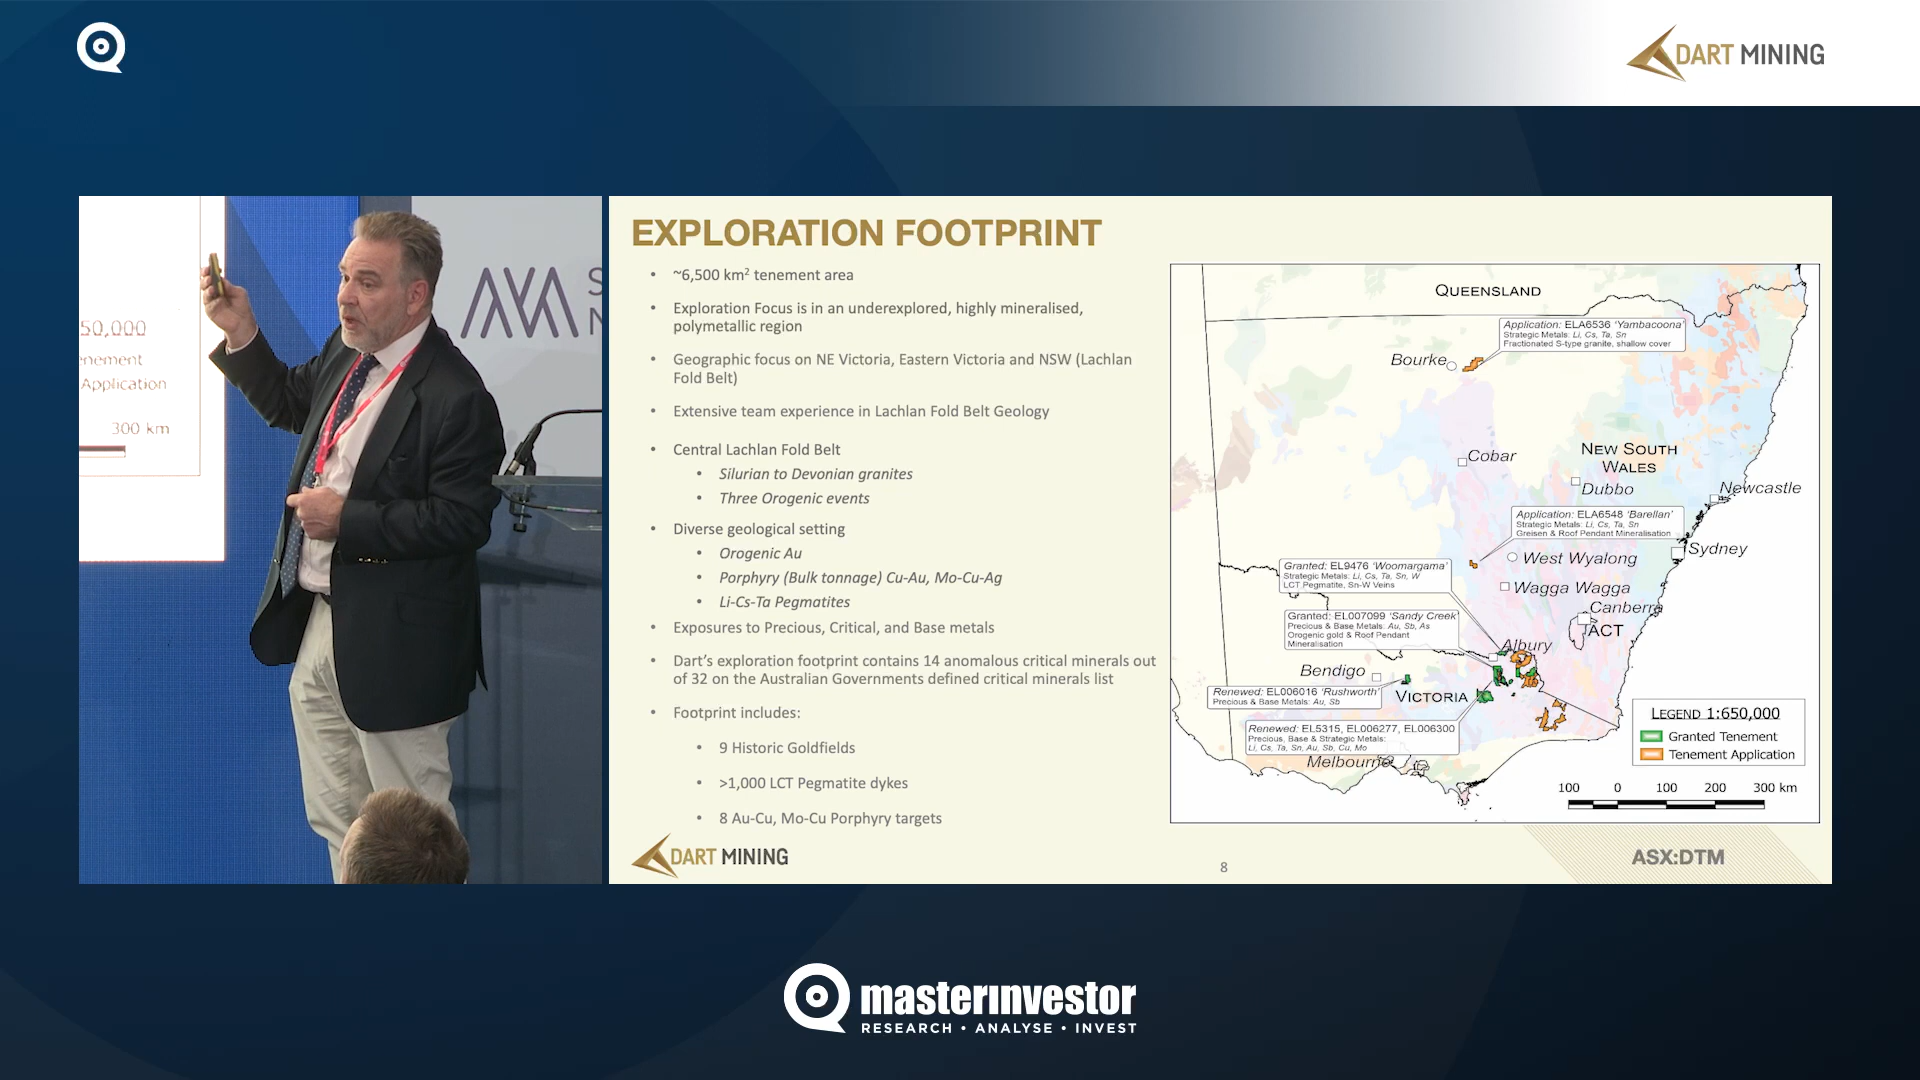 DART MINING
50,000
enement
Application
300 km
EXPLORATION FOOTPRINT
• ~6,500 km² tenement area
• Exploration Focus is in an underexplored, highly mineralised,
polymetallic region
• Geographic focus on NE Victoria, Eastern Victoria and NSW (Lachlan
Fold Belt)
• Extensive team experience in Lachlan Fold Belt Geology
• Central Lachlan Fold Belt
• Silurian to Devonian granites
• Three Orogenic events
• Diverse geological setting
• Orogenic Au
• Porphyry (Bulk tonnage) Cu-Au, Mo-Cu-Ag
• Li-Cs-Ta Pegmatites
• Exposures to Precious, Critical, and Base metals
• Dart's exploration footprint contains 14 anomalous critical minerals out
of 32 on the Australian Governments defined critical minerals list
• Footprint includes:
• 9 Historic Goldfields
• >1,000 LCT Pegmatite dykes
• 8 Au-Cu, Mo-Cu Porphyry targets
QUEENSLAND
Application: ELA6536 'Yambacoona'
Strategic Metals: Li, Cs, Ta, Sn
Fractionated S-type granite, shallow cover
Bourke
Cobar
NEW SOUTH
WALES
Dubbo
Newcastle
Application: ELA6548 'Barellan'
Strategic Metals: Li, Cs, Ta, Sn
Greisen & Roof Pendant Mineralisation
Sydney
West Wyalong
Granted: EL9476 'Woomargama'
Strategic Metals: Li, Cs, Ta, Sn, W
LCT Pegmatite, Sn-W Veins
Wagga Wagga
Canberra
ACT
Granted: EL007099 'Sandy Creek'
Precious & Base Metals: Au, Sb, As
Orogenic gold & Roof Pendant
Mineralisation
Albury
Bendigo
VICTORIA
Renewed: EL006016 'Rushworth'
Precious & Base Metals: Au, Sb
Renewed: EL5315, EL006277, EL006300
Precious, Base & Strategic Metals:
Li, Cs, Ta, Sn, Au, Sb, Cu, Mo
Melbourne
LEGEND 1:650,000
Granted Tenement
Tenement Application
100 0 100 200 300 km
DART MINING
8
ASX:DTM
masterinvestor
RESEARCH • ANALYSE • INVEST